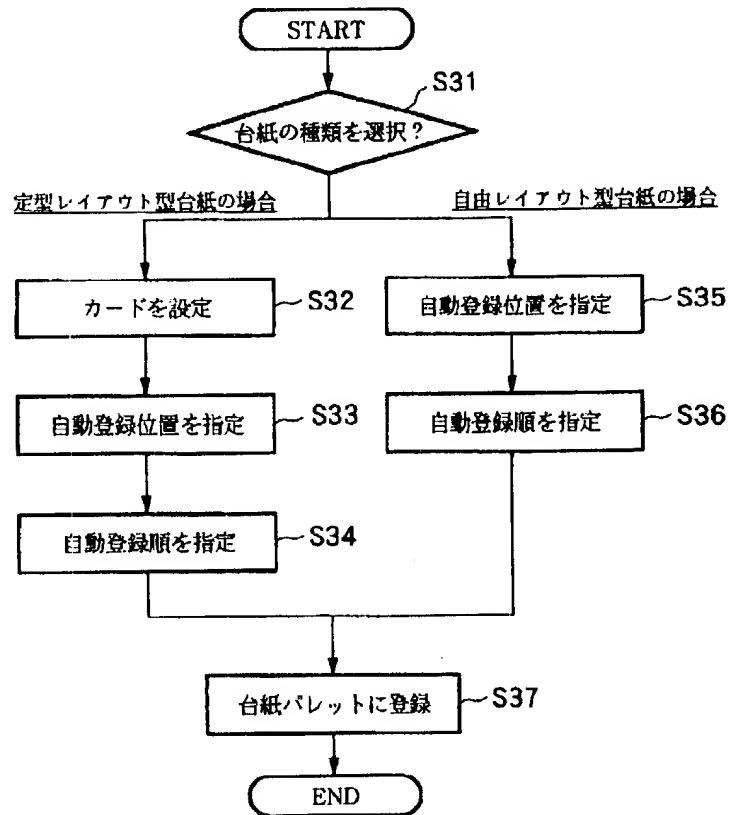 START
S31
台紙の種類を選択?
定型レイアウト型台紙の場合
自由レイアウト型台紙の場合
カードを設定
S32
自動登録位置を指定
S35
自動登録位置を指定
S33
自動登録順を指定
S36
自動登録順を指定
S34
台紙パレットに登録
S37
END